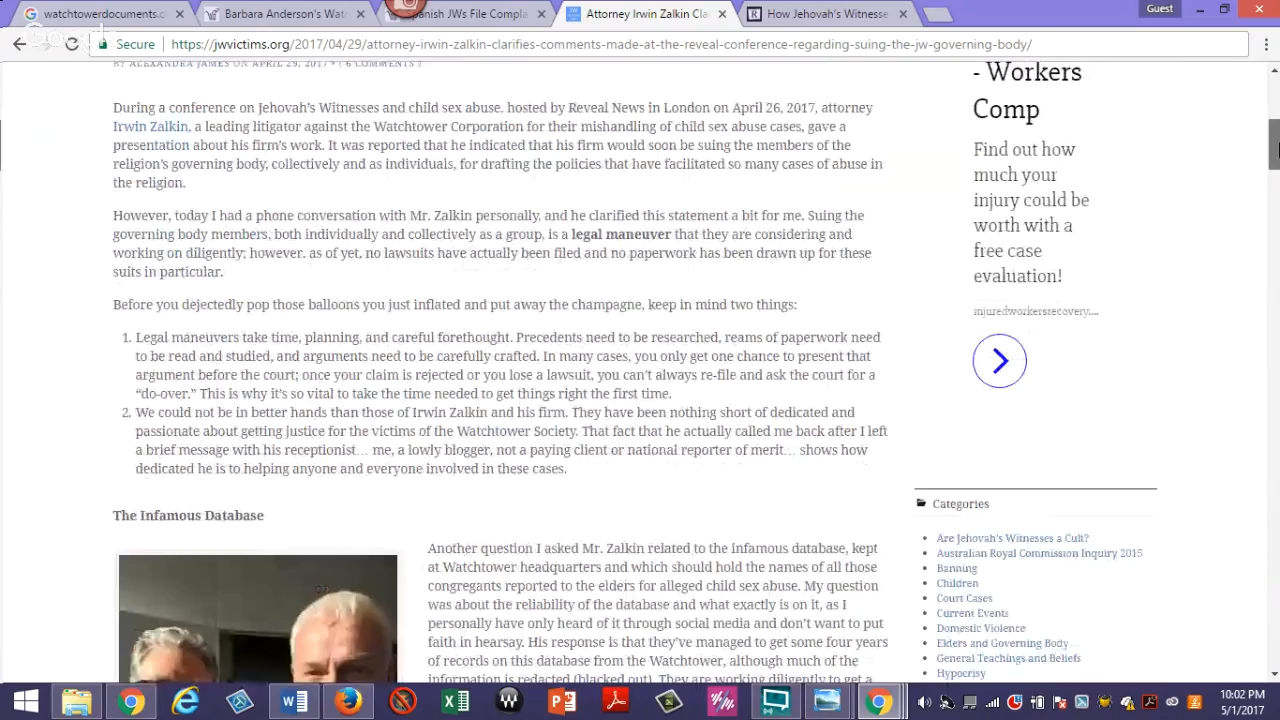 watchtowerdocuments.c
Barbara Anderson's Wat
panish JWsFile Compla
Attorney Irwin Zalkin Cla
How Jehovah's Witnesse
Guest
Secure
https://jwvictims.org/2017/04/29/attorney-irwin-zalkin-clarifies-comments-made-at-the-reveal-conference-regarding-suing-the-jw-governing-body/
BY ALEXANDRA JAMES ON APRIL 29, 2017 • ( 6 COMMENTS )
During a conference on Jehovah's Witnesses and child sex abuse, hosted by Reveal News in London on April 26, 2017, attorney
Irwin Zalkin, a leading litigator against the Watchtower Corporation for their mishandling of child sex abuse cases, gave a
presentation about his firm's work. It was reported that he indicated that his firm would soon be suing the members of the
religion's governing body, collectively and as individuals, for drafting the policies that have facilitated so many cases of abuse in
the religion.
However, today I had a phone conversation with Mr. Zalkin personally, and he clarified this statement a bit for me. Suing the
governing body members, both individually and collectively as a group, is a legal maneuver that they are considering and
working on diligently; however, as of yet, no lawsuits have actually been filed and no paperwork has been drawn up for these
suits in particular.
Before you dejectedly pop those balloons you just inflated and put away the champagne, keep in mind two things:
1. Legal maneuvers take time, planning, and careful forethought. Precedents need to be researched, reams of paperwork need
to be read and studied, and arguments need to be carefully crafted. In many cases, you only get one chance to present that
argument before the court; once your claim is rejected or you lose a lawsuit, you can't always re-file and ask the court for a
“do-over.” This is why it's so vital to take the time needed to get things right the first time.
2. We could not be in better hands than those of Irwin Zalkin and his firm. They have been nothing short of dedicated and
passionate about getting justice for the victims of the Watchtower Society. That fact that he actually called me back after I left
a brief message with his receptionist… me, a lowly blogger, not a paying client or national reporter of merit… shows how
dedicated he is to helping anyone and everyone involved in these cases.
The Infamous Database
Another question I asked Mr. Zalkin related to the infamous database, kept
at Watchtower headquarters and which should hold the names of all those
congregants reported to the elders for alleged child sex abuse. My question
was about the reliability of the database and what exactly is on it, as I
personally have only heard of it through social media and don't want to put
faith in hearsay. His response is that they've managed to get some four years
of records on this database from the Watchtower, although much of the
information is redacted (blacked out). They are working diligently to get a
- Workers
Comp
Find out how
much your
injury could be
worth with a
free case
evaluation!
injuredworkersrecovery....
Categories
Are Jehovah's Witnesses a Cult?
Australian Royal Commission Inquiry 2015
Banning
Children
Court Cases
Current Events
Domestic Violence
Elders and Governing Body
General Teachings and Beliefs
Hypocrisy
10:02 PM
5/1/2017